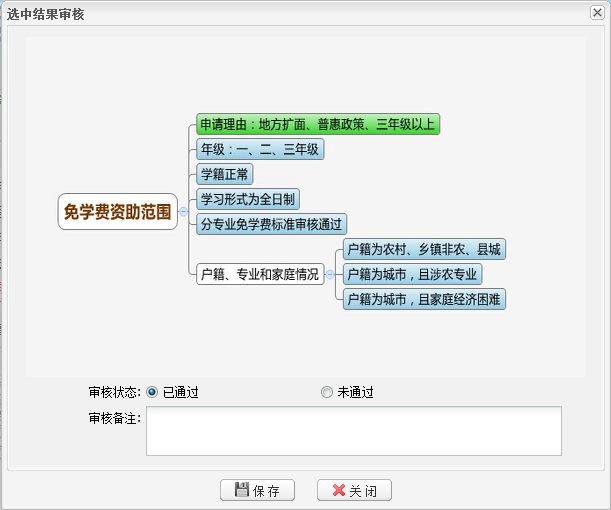 选中结果审核
申请理由：地方扩面、普惠政策、三年级以上
年级：一、二、三年级
学籍正常
学习形式为全日制
免学费资助范围
分专业免学费标准审核通过
户籍为农村、乡镇非农、县城
户籍、专业和家庭情况
户籍为城市，且涉农专业
户籍为城市，且家庭经济困难
审核状态: 已通过 未通过
审核备注:
保存 关闭